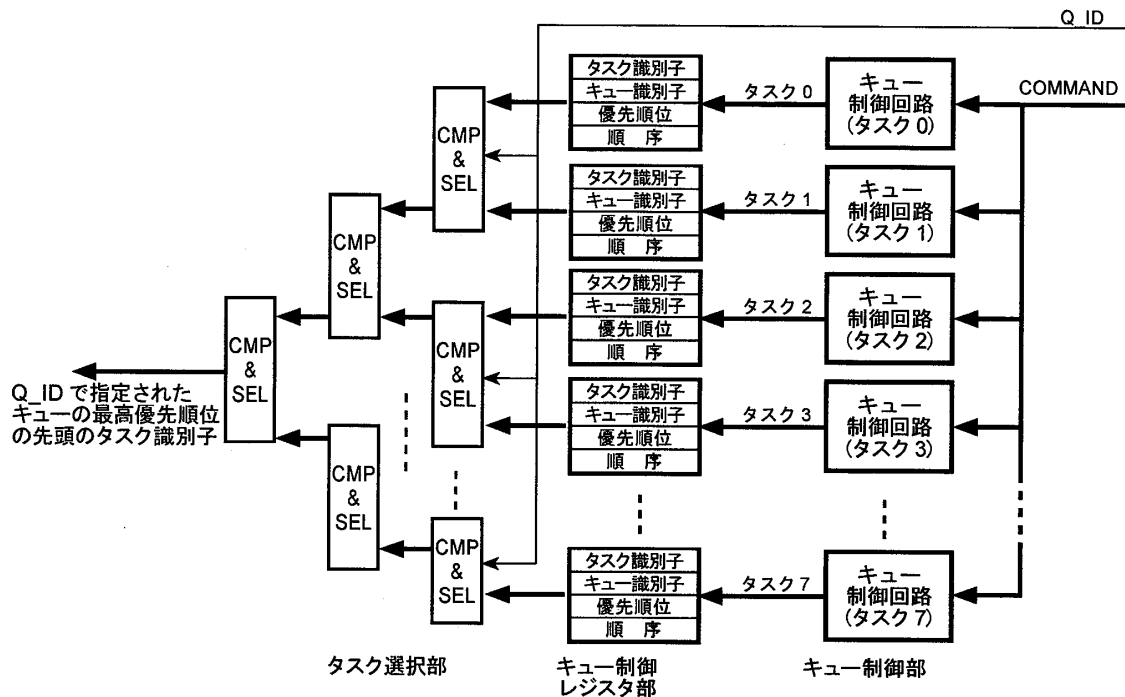 Q_ID
COMMAND
タスク識別子
キュー識別子
優先順位
順 序
タスク 0
キュー
制御回路
(タスク 0)
CMP
&
SEL
タスク識別子
キュー識別子
優先順位
順 序
タスク 1
キュー
制御回路
(タスク 1)
CMP
&
SEL
タスク識別子
キュー識別子
優先順位
順 序
タスク 2
キュー
制御回路
(タスク 2)
CMP
&
SEL
CMP
&
SEL
Q_ID で指定された
キューの最高優先順位
の先頭のタスク識別子
タスク識別子
キュー識別子
優先順位
順 序
タスク 3
キュー
制御回路
(タスク 3)
CMP
&
SEL
CMP
&
SEL
タスク識別子
キュー識別子
優先順位
順 序
タスク 7
キュー
制御回路
(タスク 7)
タスク選択部
キュー制御
レジスタ部
キュー制御部